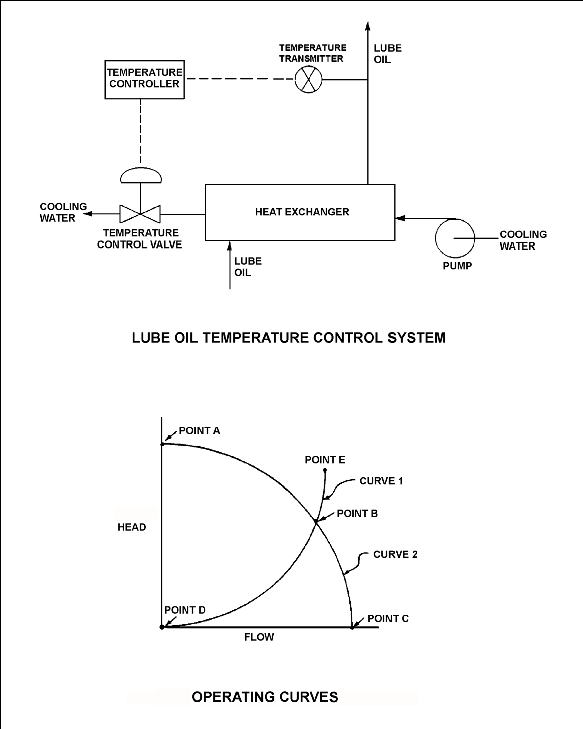 TEMPERATURE
TRANSMITTER
LUBE
OIL
TEMPERATURE
CONTROLLER
COOLING
WATER
TEMPERATURE
CONTROL VALVE
HEAT EXCHANGER
LUBE
OIL
COOLING
WATER
PUMP
LUBE OIL TEMPERATURE CONTROL SYSTEM
POINT A
POINT E
CURVE 1
POINT B
HEAD
CURVE 2
POINT D
POINT C
FLOW
OPERATING CURVES